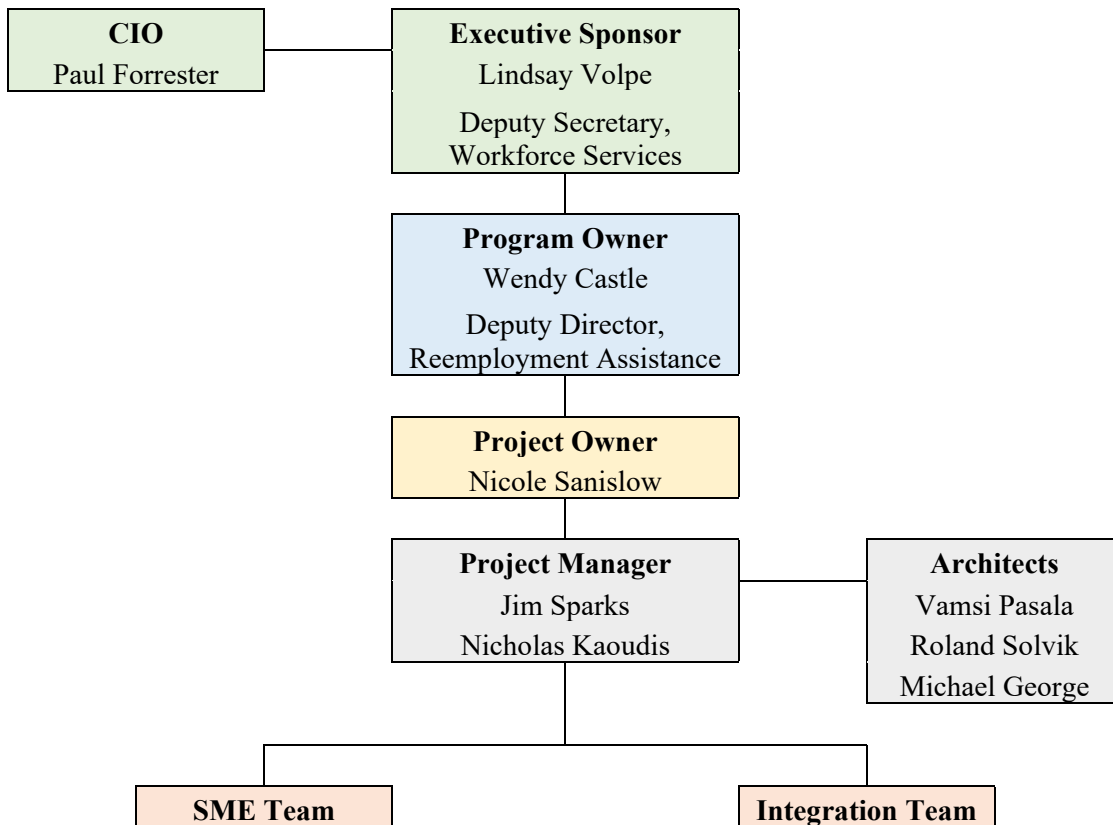 CIO
Paul Forrester
Executive Sponsor
Lindsay Volpe
Deputy Secretary,
Workforce Services
Program Owner
Wendy Castle
Deputy Director,
Reemployment Assistance
Project Owner
Nicole Sanislow
Project Manager
Jim Sparks
Nicholas Kaoudis
Architects
Vamsi Pasala
Roland Solvik
Michael George
SME Team
Integration Team